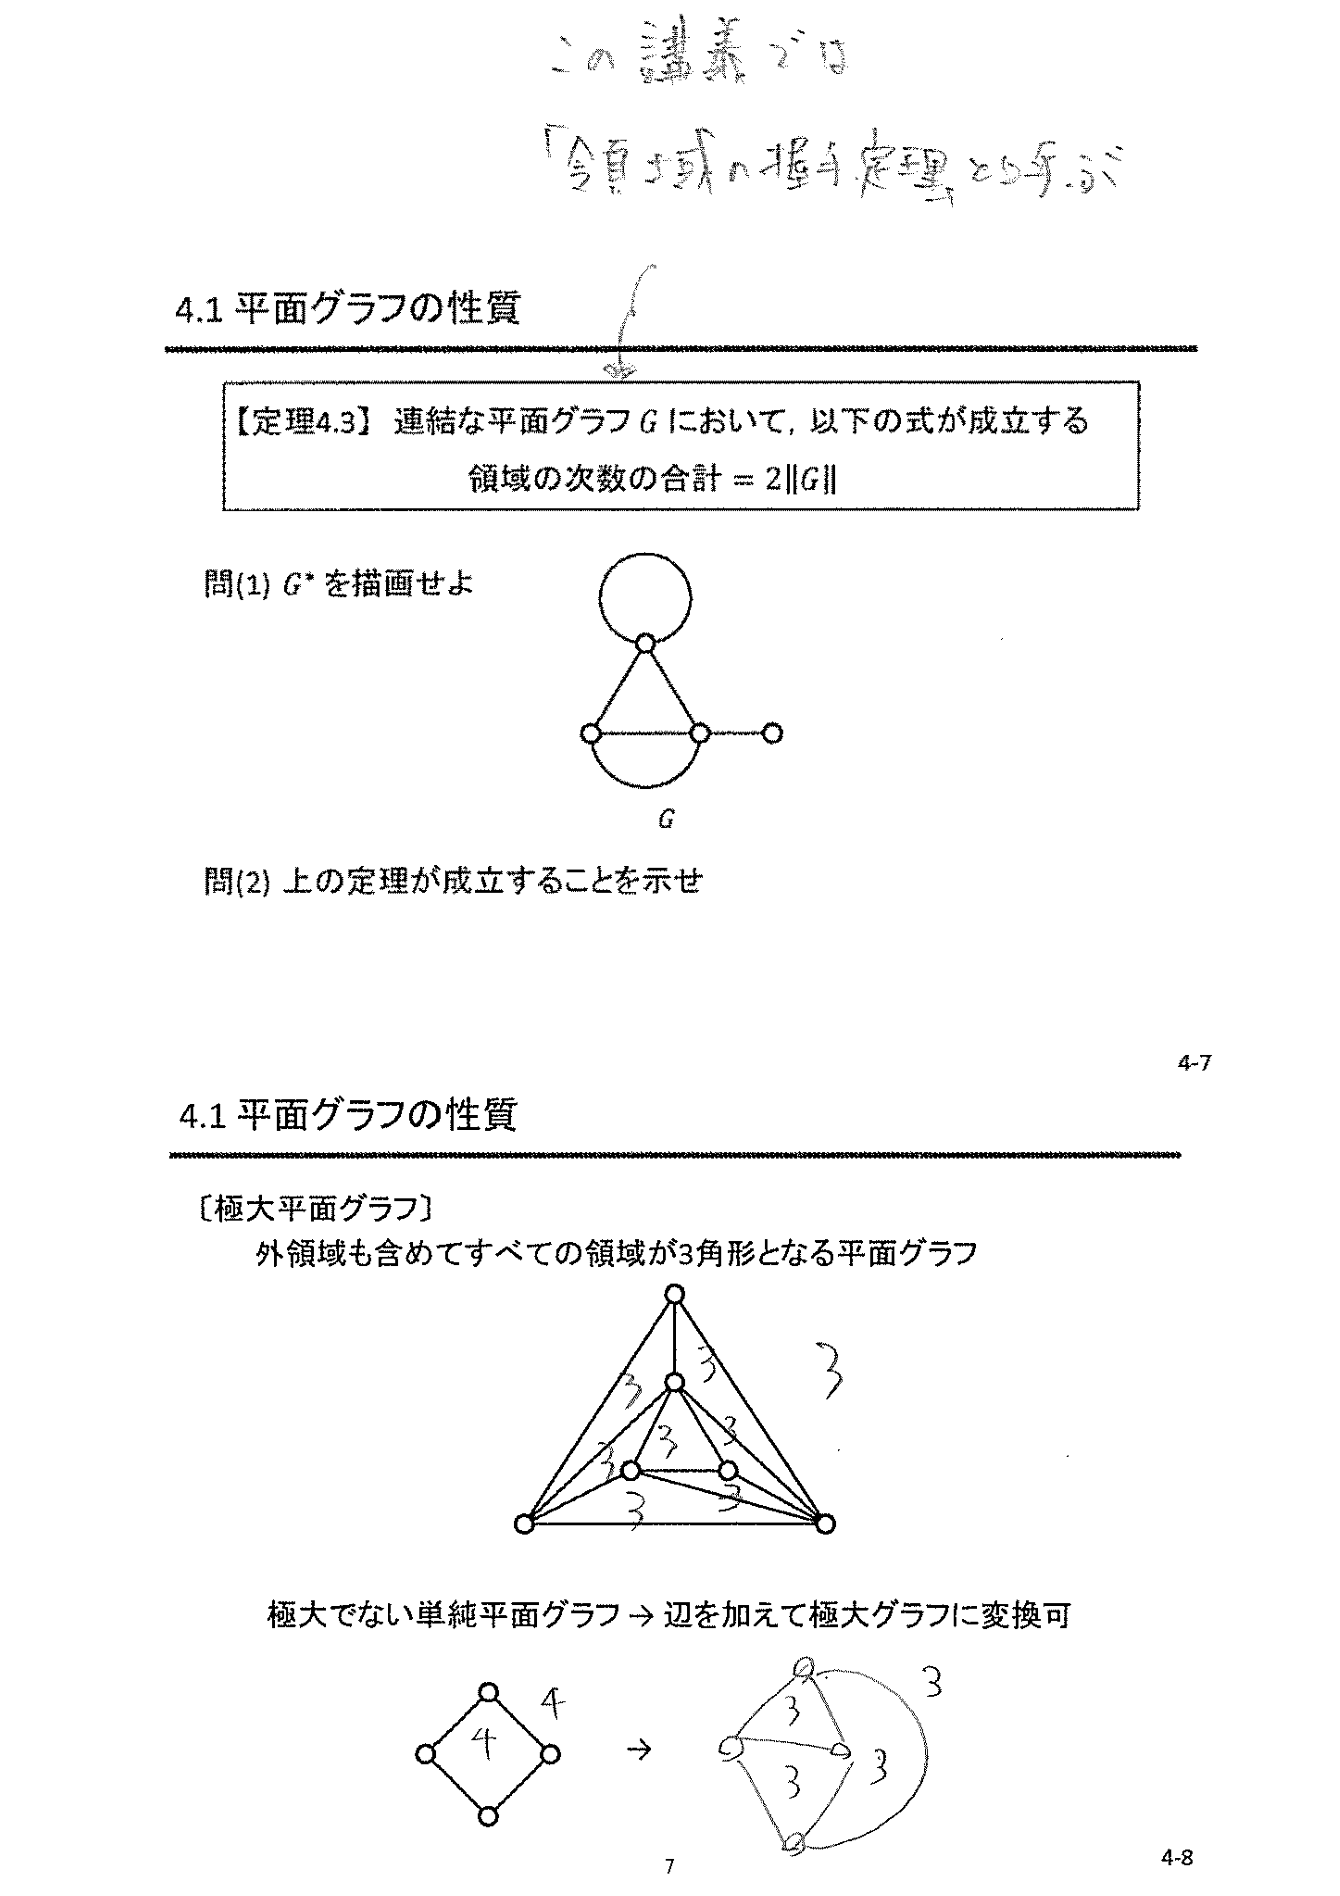 この講義では
「領域の握手定理」と呼ぶ
4.1 平面グラフの性質
【定理4.3】 連結な平面グラフ G において, 以下の式が成立する
領域の次数の合計 = 2‖G‖
問(1) G* を描画せよ
G
問(2) 上の定理が成立することを示せ
4-7
4.1 平面グラフの性質
〔極大平面グラフ〕
外領域も含めてすべての領域が3角形となる平面グラフ
3
3
3
3
3
3
3
3
極大でない単純平面グラフ → 辺を加えて極大グラフに変換可
4
4
→
3
3
3
3
7
4-8